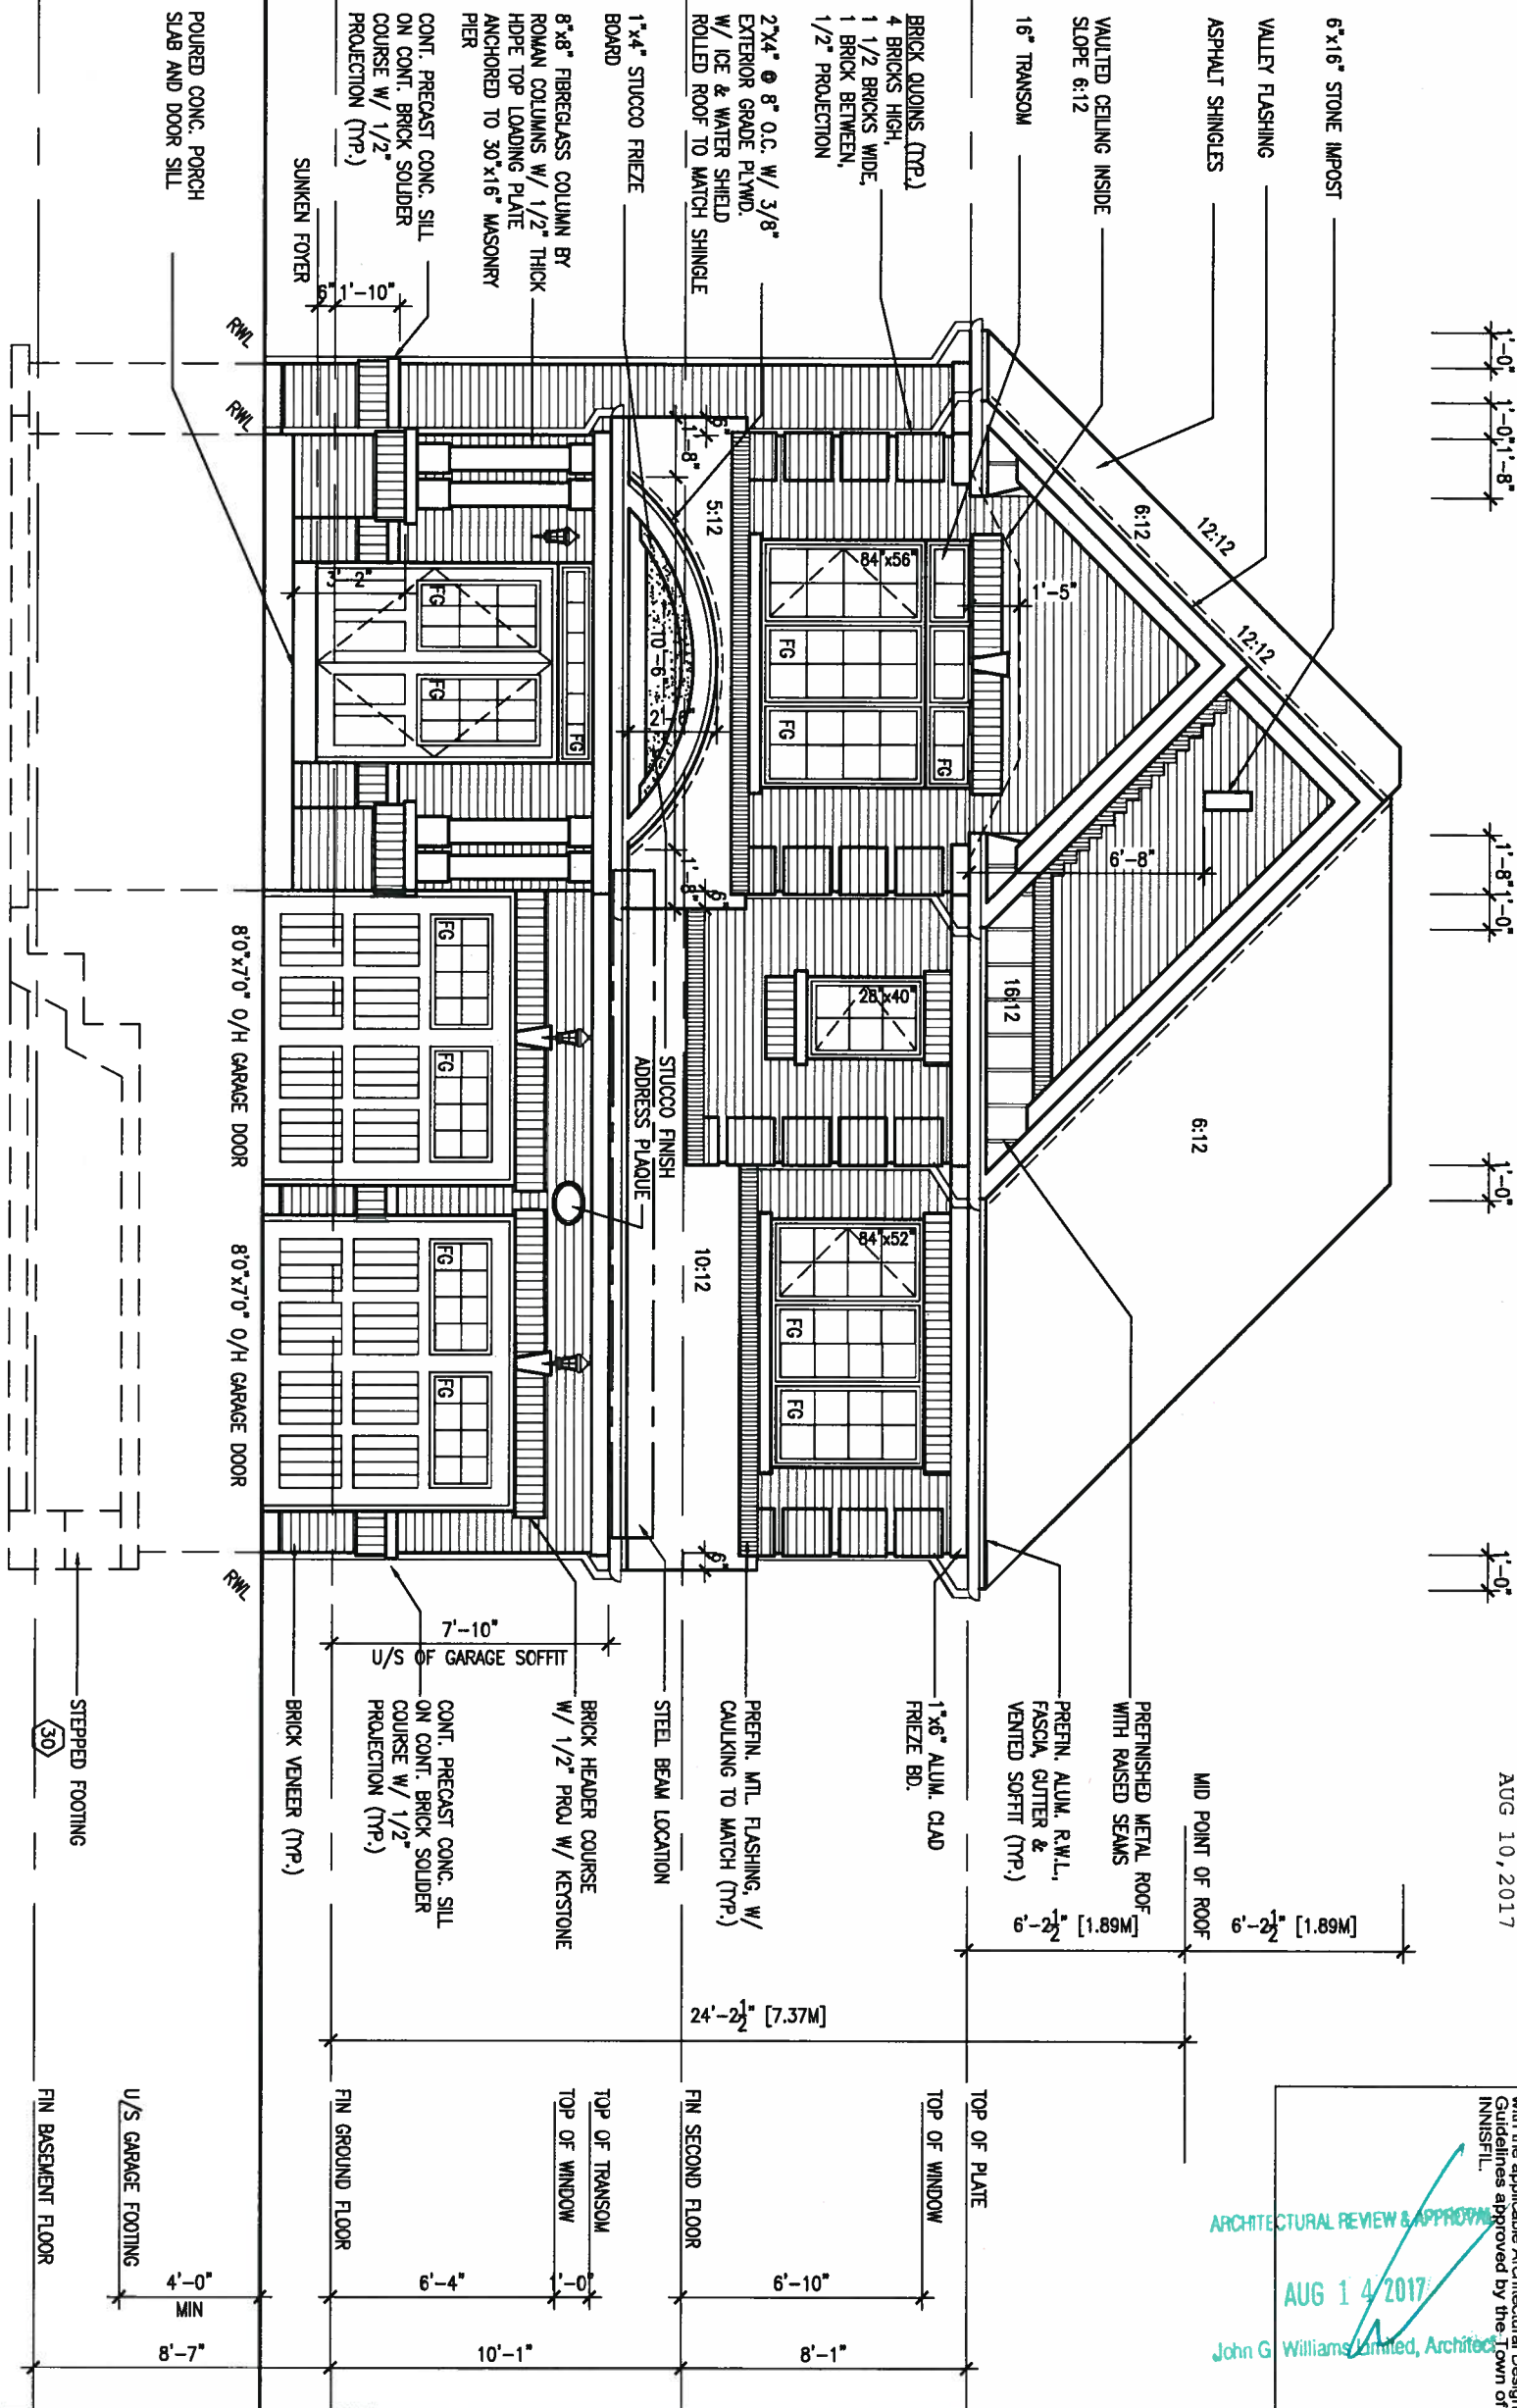 6"x16" STONE IMPOST
VALLEY FLASHING
ASPHALT SHINGLES
VAULTED CEILING INSIDE
SLOPE 6:12
16" TRANSOM
BRICK QUOINS (TYP.)
4 BRICKS HIGH,
1 1/2 BRICKS WIDE,
1 BRICK BETWEEN,
1/2" PROJECTION
2"X4" @ 8" O.C. W/ 3/8"
EXTERIOR GRADE PLYWD.
W/ ICE & WATER SHIELD
ROLLED ROOF TO MATCH SHINGLE
1"x4" STUCCO FRIEZE
BOARD
8"x8" FIBREGLASS COLUMN BY
ROMAN COLUMNS W/ 1/2" THICK
HDPE TOP LOADING PLATE
ANCHORED TO 30"x16" MASONRY
PIER
CONT. PRECAST CONC. SILL
ON CONT. BRICK SOLIDER
COURSE W/ 1/2"
PROJECTION (TYP.)
SUNKEN FOYER
POURED CONC. PORCH
SLAB AND DOOR SILL
1'-0"
1'-0"
1'-8"
1'-8"
1'-0"
1'-0"
1'-0"
12:12
6:12
12:12
6:12
6'-8"
16:12
1'-5"
84"x56"
FG
FG
FG
28"x40"
84"x52"
FG
FG
6"
1'-8"
5:12
10'-6"
2'-6"
1'-8"
6"
10:12
6"
STUCCO FINISH
ADDRESS PLAQUE
6"
1'-10"
3'-2"
FG
FG
FG
FG
FG
FG
FG
RWL
RWL
RWL
8'0"x7'0" O/H GARAGE DOOR
8'0"x7'0" O/H GARAGE DOOR
AUG 10,2017
MID POINT OF ROOF
PREFINISHED METAL ROOF
WITH RAISED SEAMS
PREFIN. ALUM. R.W.L.,
FASCIA, GUTTER &
VENTED SOFFIT (TYP.)
1"x6" ALUM. CLAD
FRIEZE BD.
PREFIN. MTL. FLASHING, W/
CAULKING TO MATCH (TYP.)
STEEL BEAM LOCATION
BRICK HEADER COURSE
W/ 1/2" PROJ W/ KEYSTONE
CONT. PRECAST CONC. SILL
ON CONT. BRICK SOLIDER
COURSE W/ 1/2"
PROJECTION (TYP.)
BRICK VENEER (TYP.)
STEPPED FOOTING
30
7'-10"
U/S OF GARAGE SOFFIT
6'-2 1/2" [1.89M]
6'-2 1/2" [1.89M]
24'-2 1/2" [7.37M]
TOP OF PLATE
TOP OF WINDOW
FIN SECOND FLOOR
TOP OF TRANSOM
TOP OF WINDOW
FIN GROUND FLOOR
U/S GARAGE FOOTING
FIN BASEMENT FLOOR
6'-10"
1'-0"
6'-4"
4'-0"
MIN
8'-1"
10'-1"
8'-7"
with the applicable Architectural Design
Guidelines approved by the Town of
INNISFIL.
ARCHITECTURAL REVIEW & APPROVAL
AUG 14 2017
John G. Williams Limited, Architect